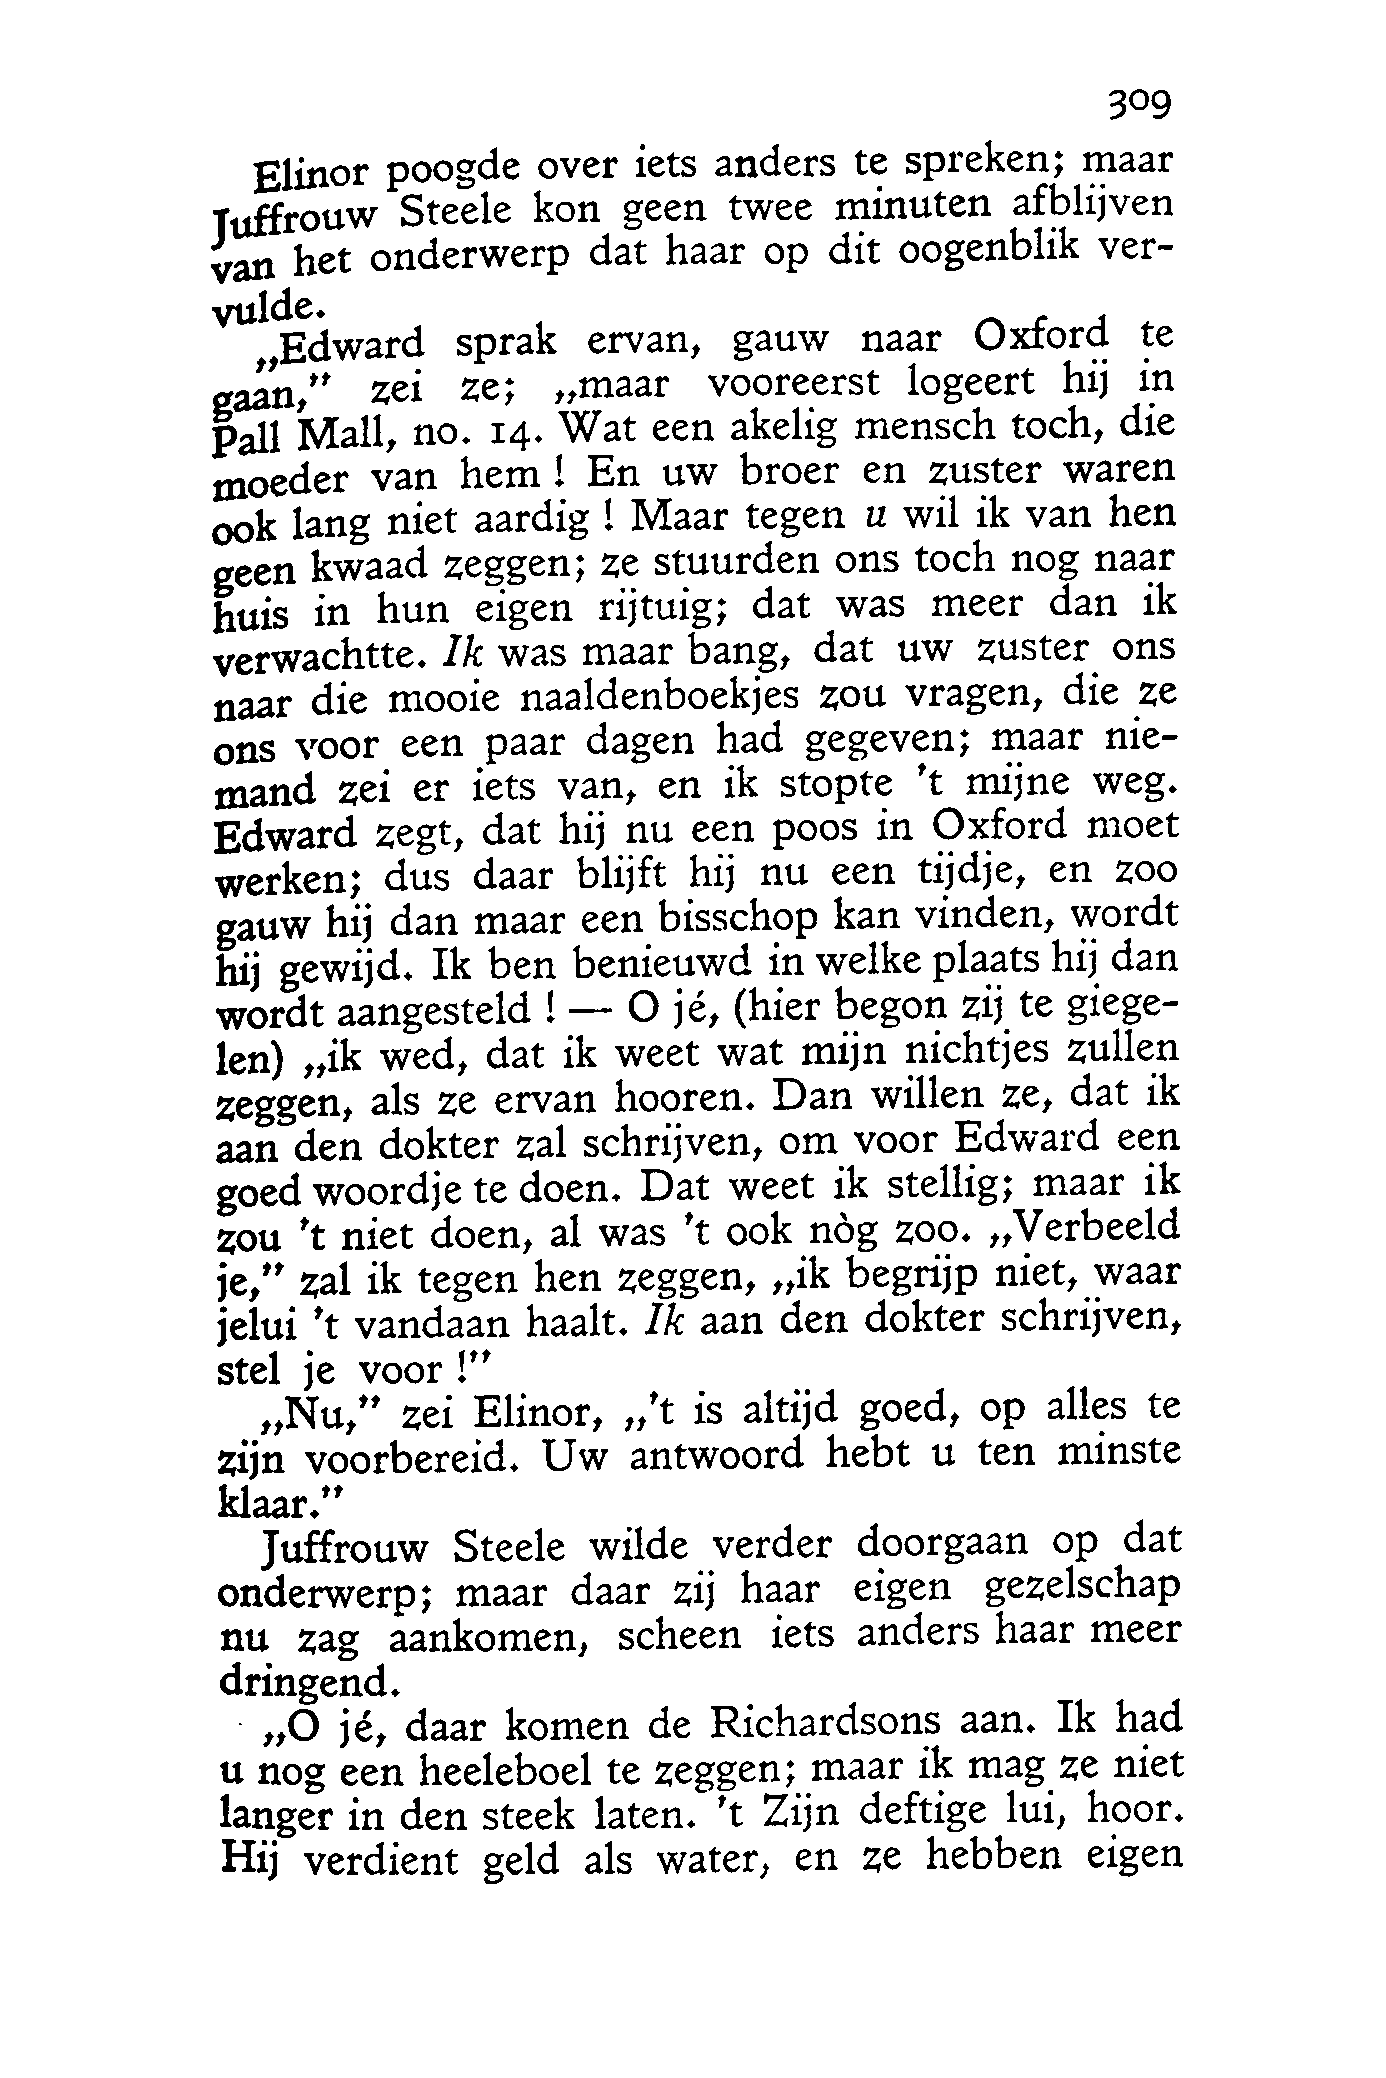 309
Elinor poogde over iets anders te spreken; maar
Juffrouw Steele kon geen twee minuten afblijven
van het onderwerp dat haar op dit oogenblik ver-
vulde.
„Edward sprak ervan, gauw naar Oxford te
gaan,” zei ze; „maar vooreerst logeert hij in
Pall Mall, no. 14. Wat een akelig mensch toch, die
moeder van hem ! En uw broer en zuster waren
ook lang niet aardig ! Maar tegen u wil ik van hen
geen kwaad zeggen; ze stuurden ons toch nog naar
huis in hun eigen rijtuig; dat was meer dan ik
verwachtte. Ik was maar bang, dat uw zuster ons
naar die mooie naaldenboekjes zou vragen, die ze
ons voor een paar dagen had gegeven; maar nie-
mand zei er iets van, en ik stopte ’t mijne weg.
Edward zegt, dat hij nu een poos in Oxford moet
werken; dus daar blijft hij nu een tijdje, en zoo
gauw hij dan maar een bisschop kan vinden, wordt
hij gewijd. Ik ben benieuwd in welke plaats hij dan
wordt aangesteld ! — O jé, (hier begon zij te giege-
len) „ik wed, dat ik weet wat mijn nichtjes zullen
zeggen, als ze ervan hooren. Dan willen ze, dat ik
aan den dokter zal schrijven, om voor Edward een
goed woordje te doen. Dat weet ik stellig; maar ik
zou ’t niet doen, al was ’t ook nòg zoo. „Verbeeld
je,” zal ik tegen hen zeggen, „ik begrijp niet, waar
jelui ’t vandaan haalt. Ik aan den dokter schrijven,
stel je voor !”
„Nu,” zei Elinor, „’t is altijd goed, op alles te
zijn voorbereid. Uw antwoord hebt u ten minste
klaar.”
Juffrouw Steele wilde verder doorgaan op dat
onderwerp; maar daar zij haar eigen gezelschap
nu zag aankomen, scheen iets anders haar meer
dringend.
„O jé, daar komen de Richardsons aan. Ik had
u nog een heeleboel te zeggen; maar ik mag ze niet
langer in den steek laten. ’t Zijn deftige lui, hoor.
Hij verdient geld als water, en ze hebben eigen